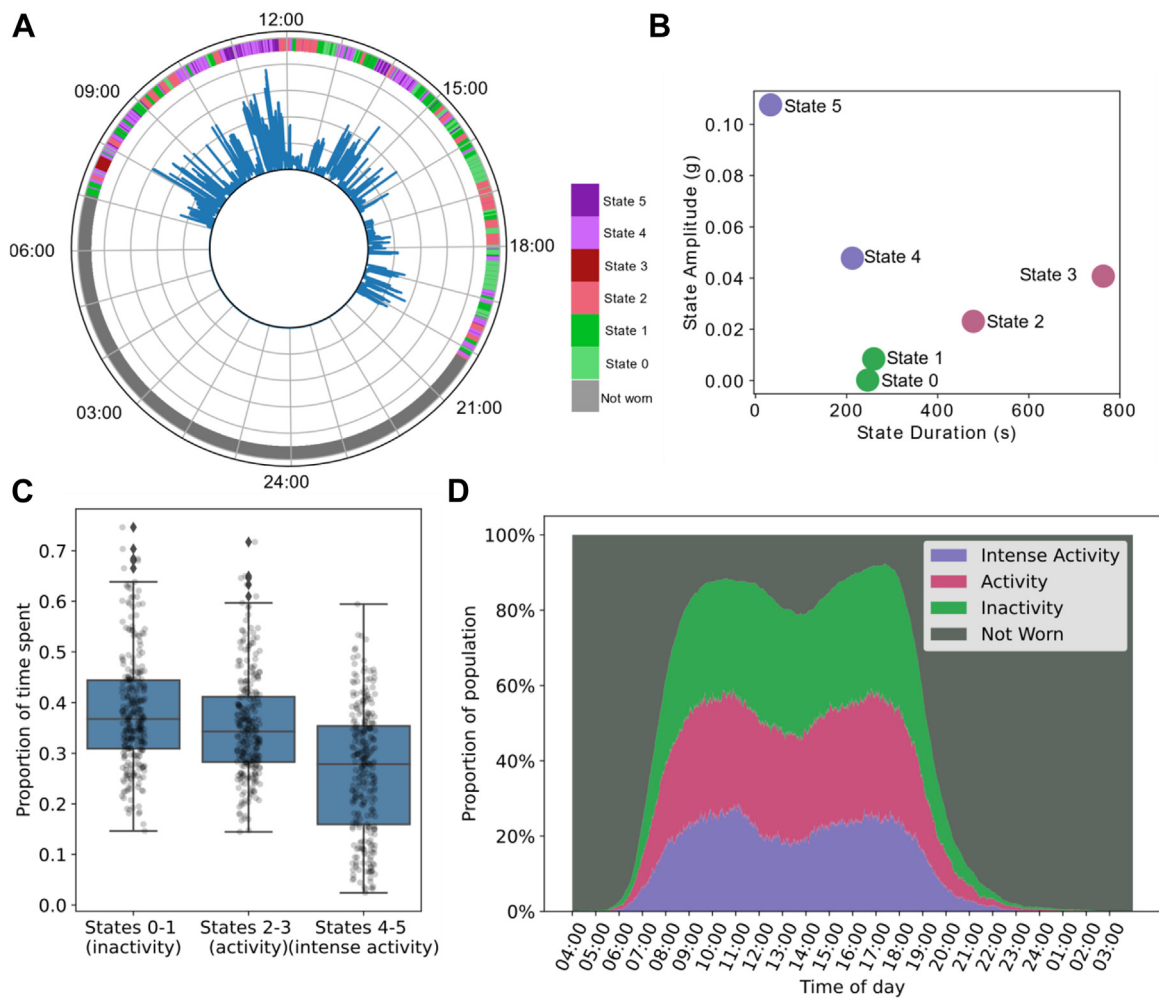 A
12:00
09:00
15:00
06:00
18:00
03:00
21:00
24:00
State 5
State 4
State 3
State 2
State 1
State 0
Not worn
B
State Amplitude (g)
0.10
0.08
0.06
0.04
0.02
0.00
State 5
State 4
State 3
State 2
State 1
State 0
0 200 400 600 800
State Duration (s)
C
Proportion of time spent
0.7
0.6
0.5
0.4
0.3
0.2
0.1
0.0
States 0-1 States 2-3 States 4-5
(inactivity) (activity)(intense activity)
D
Proportion of population
100%
80%
60%
40%
20%
0%
Intense Activity
Activity
Inactivity
Not Worn
04:00 05:00 06:00 07:00 08:00 09:00 10:00 11:00 12:00 13:00 14:00 15:00 16:00 17:00 18:00 19:00 20:00 21:00 22:00 23:00 00:00 01:00 02:00 03:00
Time of day